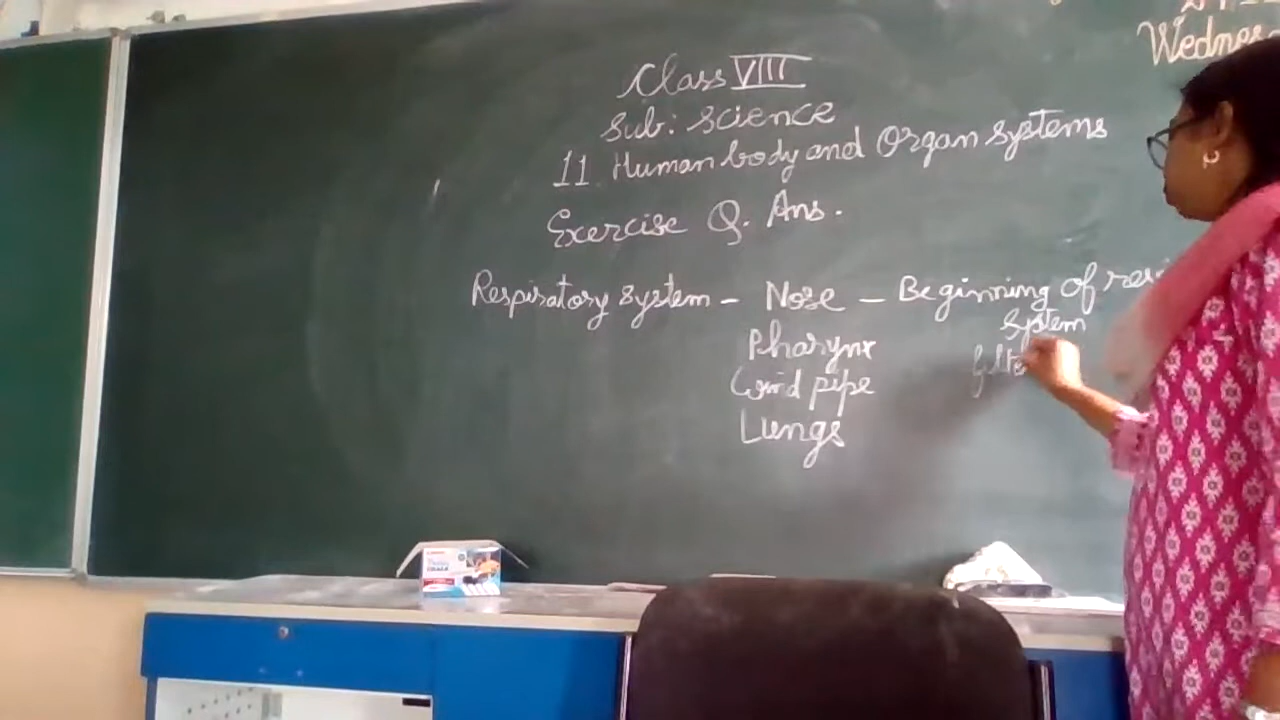 Wednes
Class VIII
Sub: Science
11. Human body and Organ systems
Exercise Q. Ans.
Respiratory system – Nose – Beginning of resp
system
filte
Pharynx
Wind pipe
Lungs